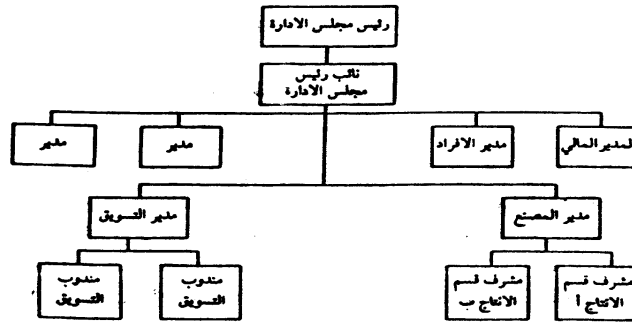 رئيس مجلس الادارة
نائب رئيس
مجلس الادارة
المدير المالي
مدير الافراد
مدير
مدير
مدير المصنع
مدير التسويق
مشرف قسم
الانتاج أ
مشرف قسم
الانتاج ب
مندوب
التسويق
مندوب
التسويق